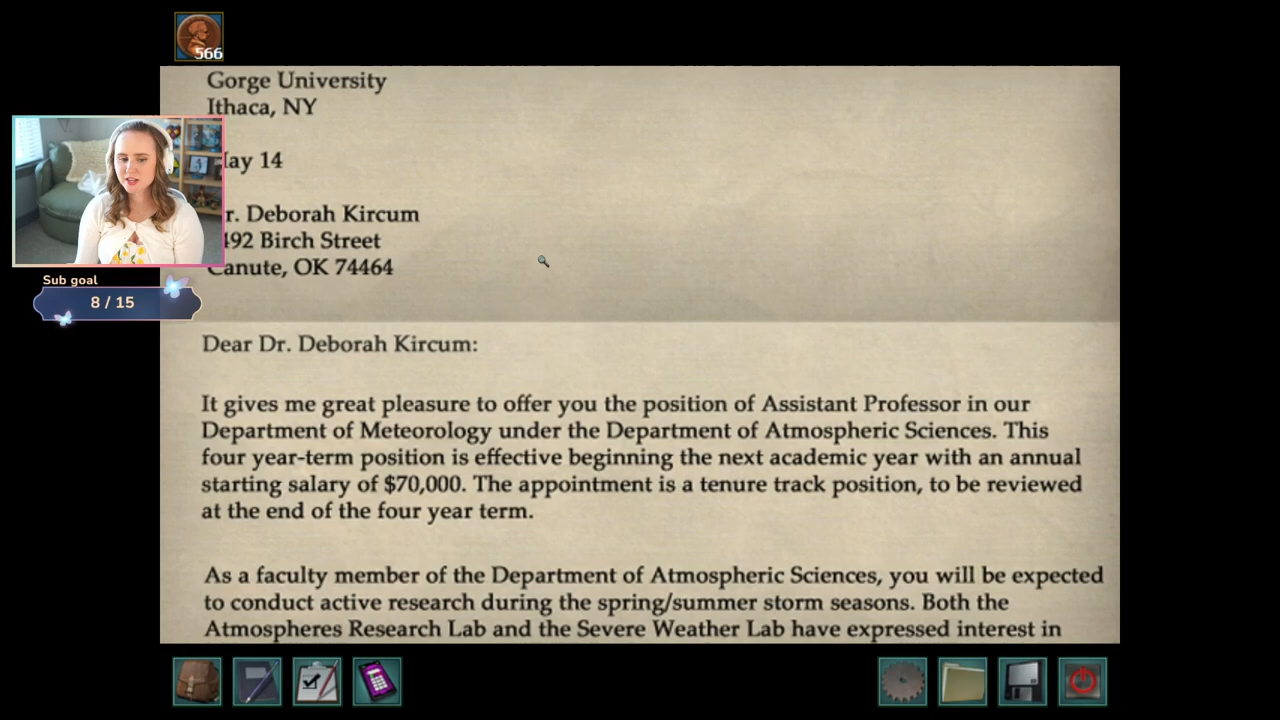 566
Gorge University
Ithaca, NY
May 14
Deborah Kircum
Birch Street
Canute, OK 74464
Sub goal
8 / 15
Dear Dr. Deborah Kircum:
It gives me great pleasure to offer you the position of Assistant Professor in our
Department of Meteorology under the Department of Atmospheric Sciences. This
four year-term position is effective beginning the next academic year with an annual
starting salary of $70,000. The appointment is a tenure track position, to be reviewed
at the end of the four year term.
As a faculty member of the Department of Atmospheric Sciences, you will be expected
to conduct active research during the spring/summer storm seasons. Both the
Atmospheres Research Lab and the Severe Weather Lab have expressed interest in